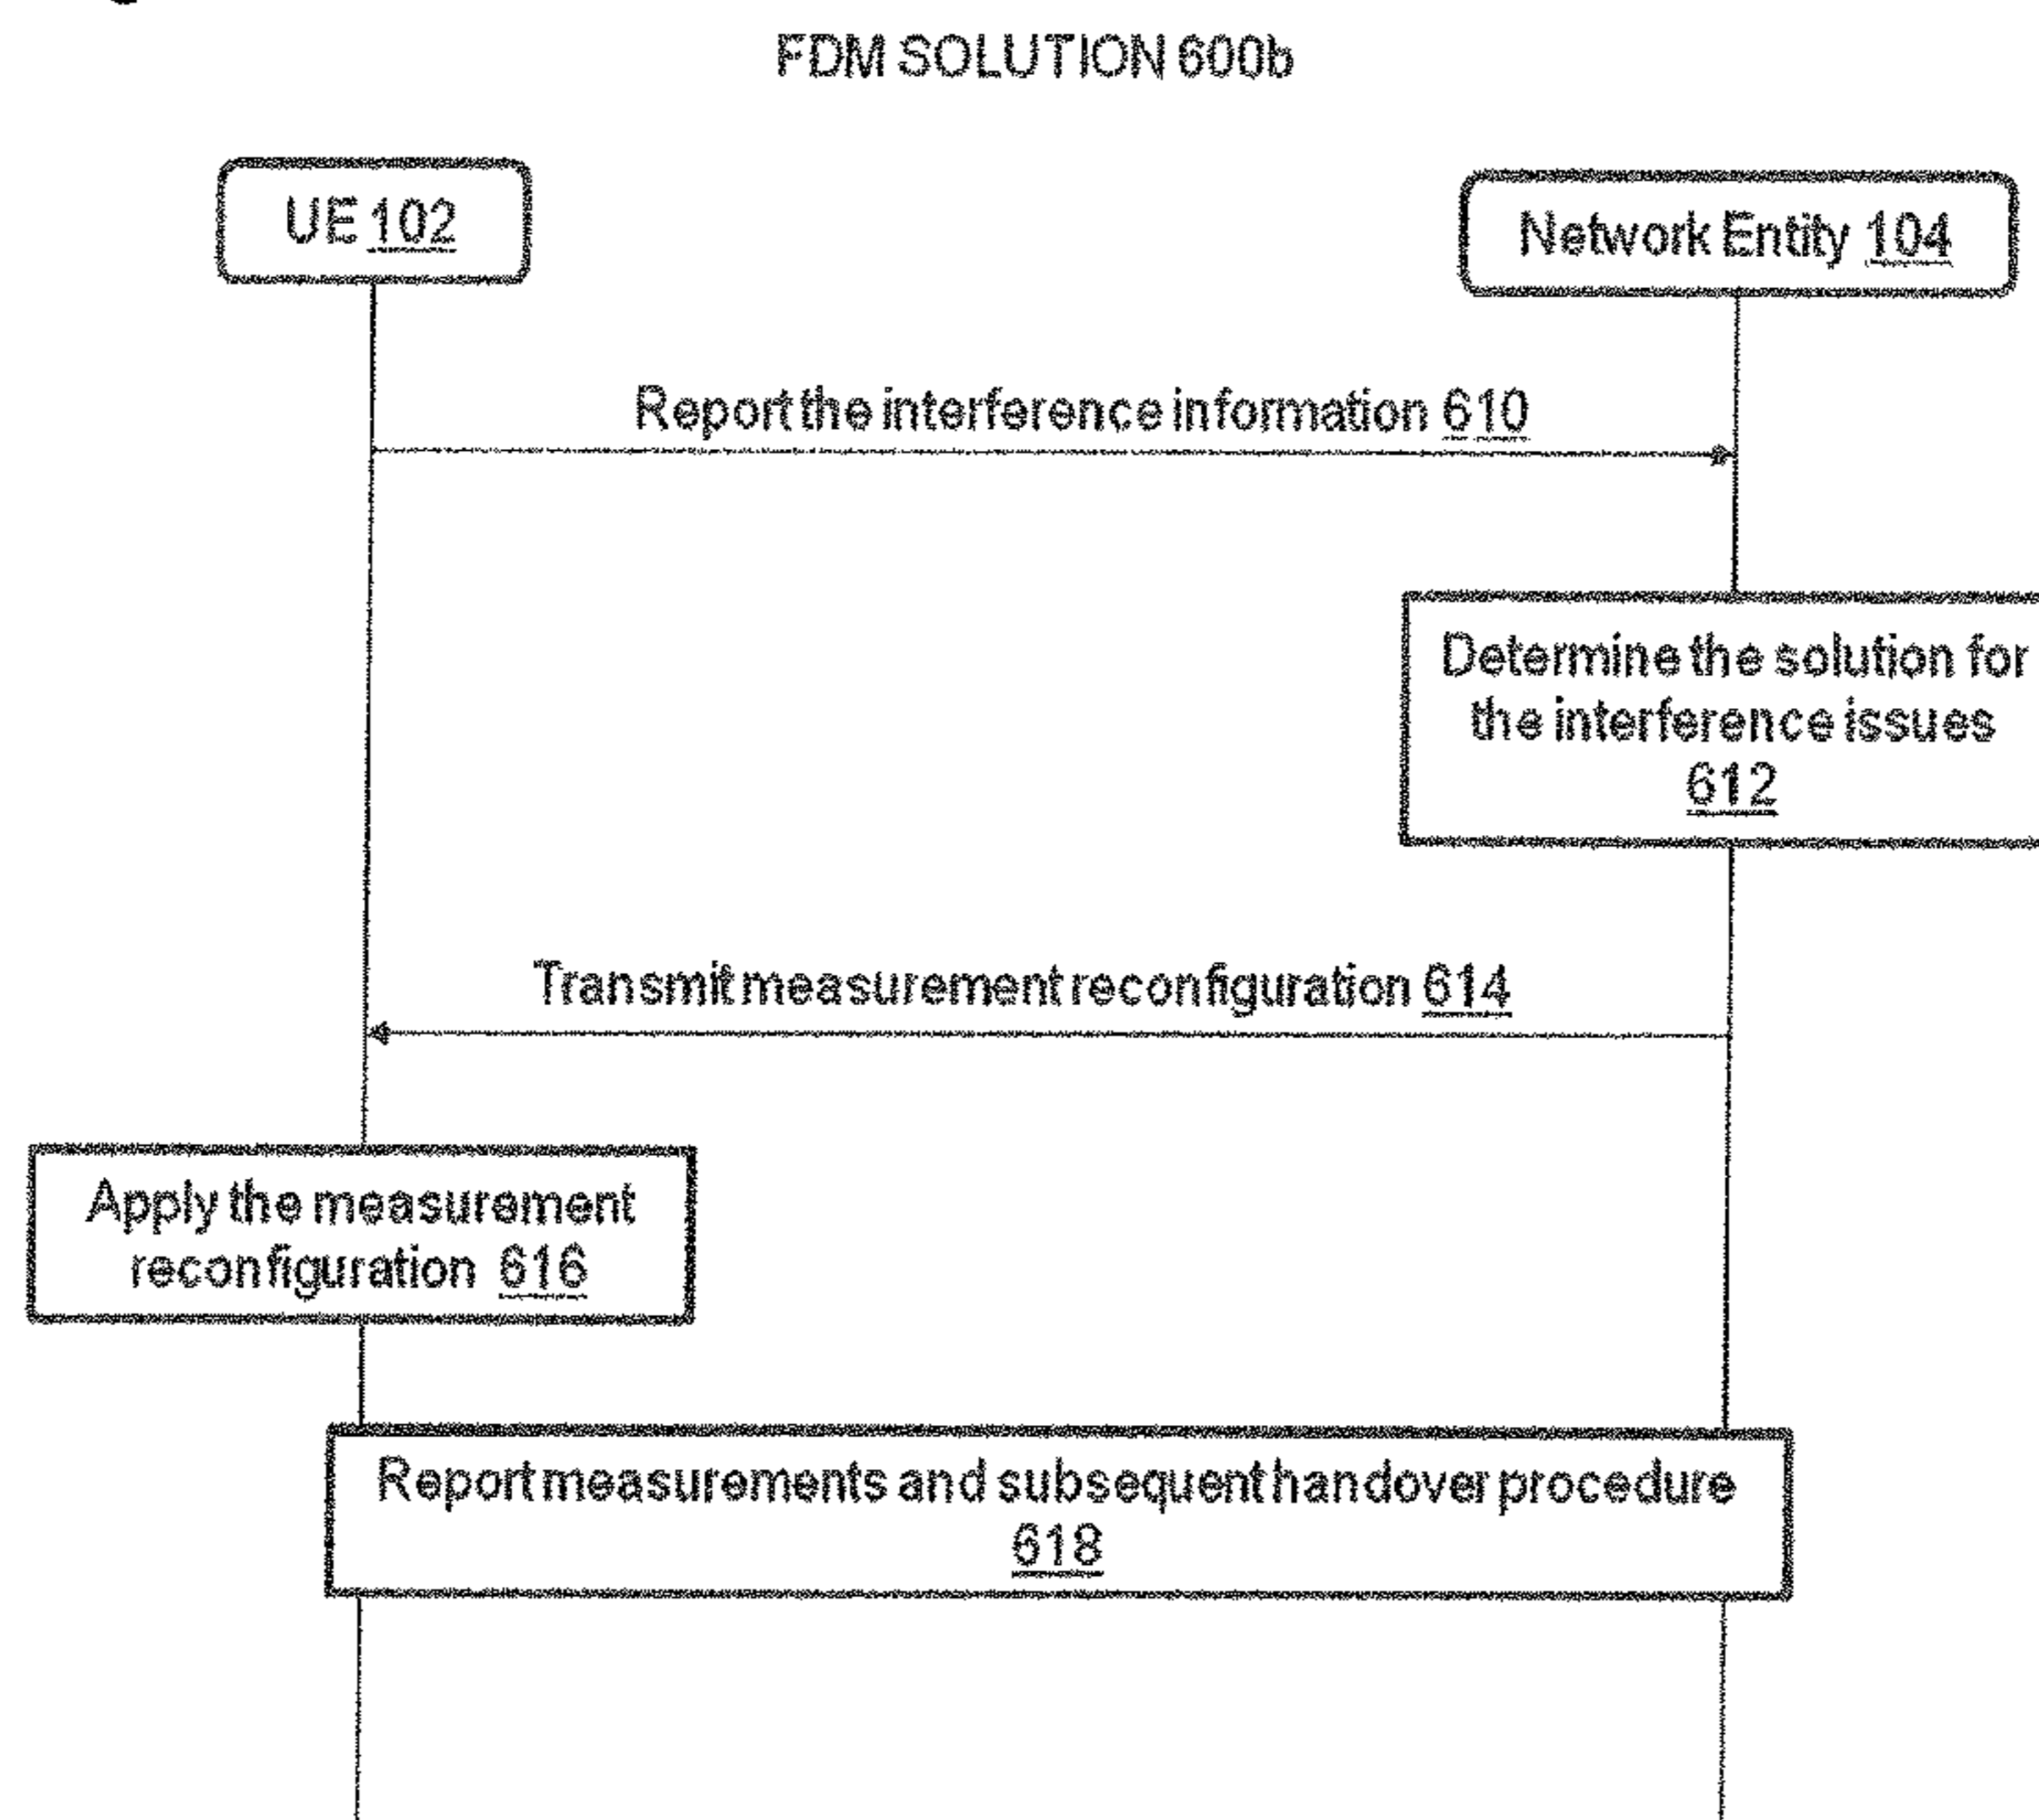 FDM SOLUTION 600b
UE 102
Network Entity 104
Report the interference information 610
Determine the solution for
the interference issues
612
Transmit measurement reconfiguration 614
Apply the measurement
reconfiguration 616
Report measurements and subsequent handover procedure
618